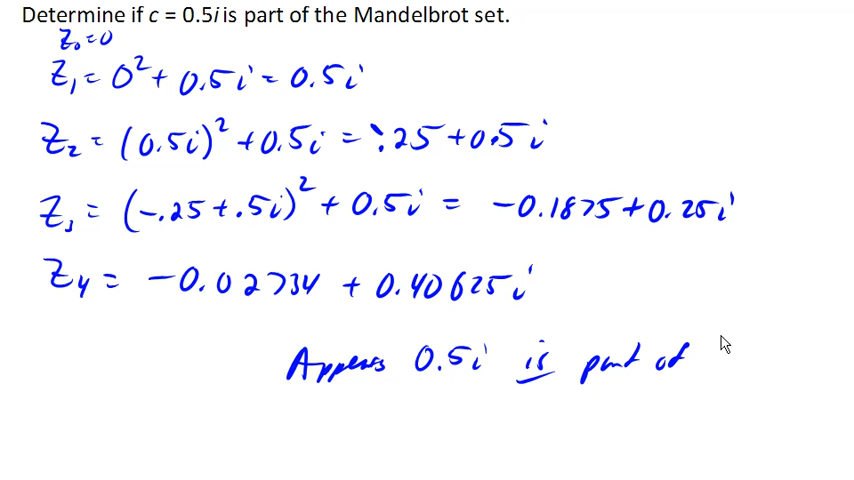 Determine if c = 0.5i is part of the Mandelbrot set.
Z₀ = 0
Z₁ = 0² + 0.5i = 0.5i
Z₂ = (0.5i)² + 0.5i = -.25 + 0.5i
Z₃ = (-.25 + .5i)² + 0.5i = -0.1875 + 0.25i
Z₄ = -0.02734 + 0.40625i
Appears 0.5i is part of